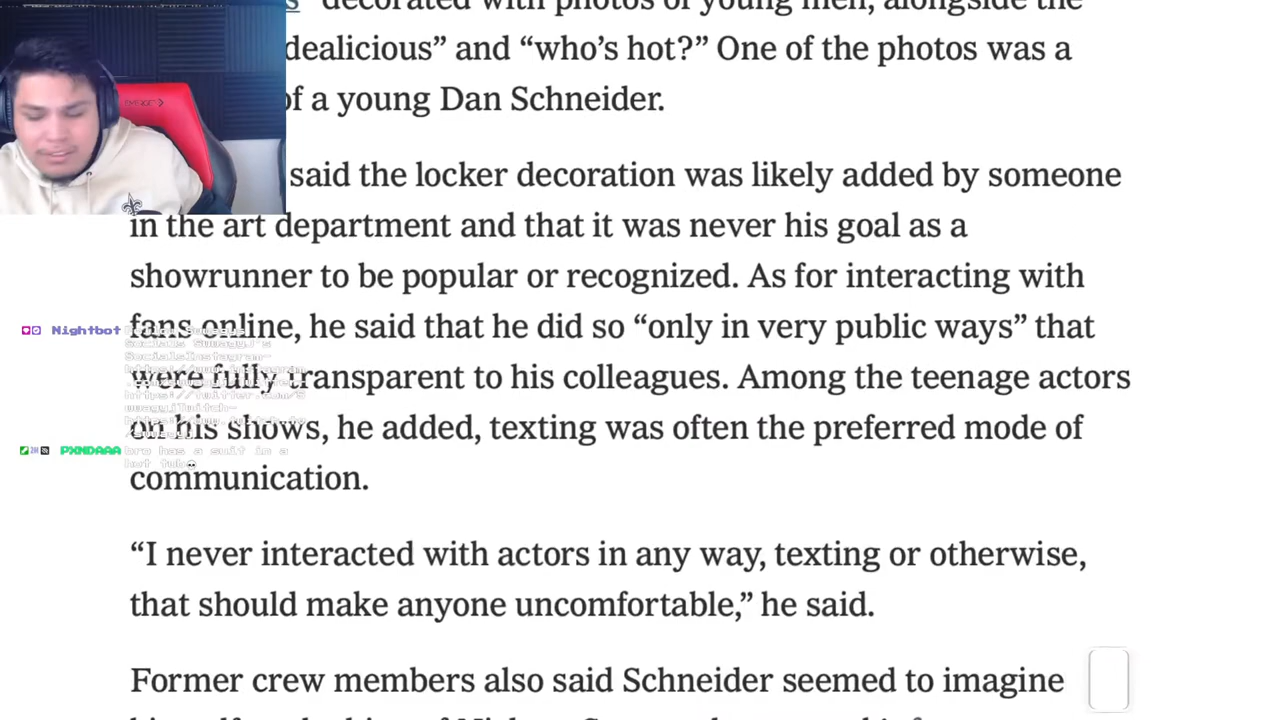 decorated with photos of young men, alongside the
dealicious” and “who’s hot?” One of the photos was a
of a young Dan Schneider.
said the locker decoration was likely added by someone
in the art department and that it was never his goal as a
showrunner to be popular or recognized. As for interacting with
fans online, he said that he did so “only in very public ways” that
were fully transparent to his colleagues. Among the teenage actors
on his shows, he added, texting was often the preferred mode of
communication.
“I never interacted with actors in any way, texting or otherwise,
that should make anyone uncomfortable,” he said.
Former crew members also said Schneider seemed to imagine
Nightbot
PXNDAAA bro has a suit in a
hot tub